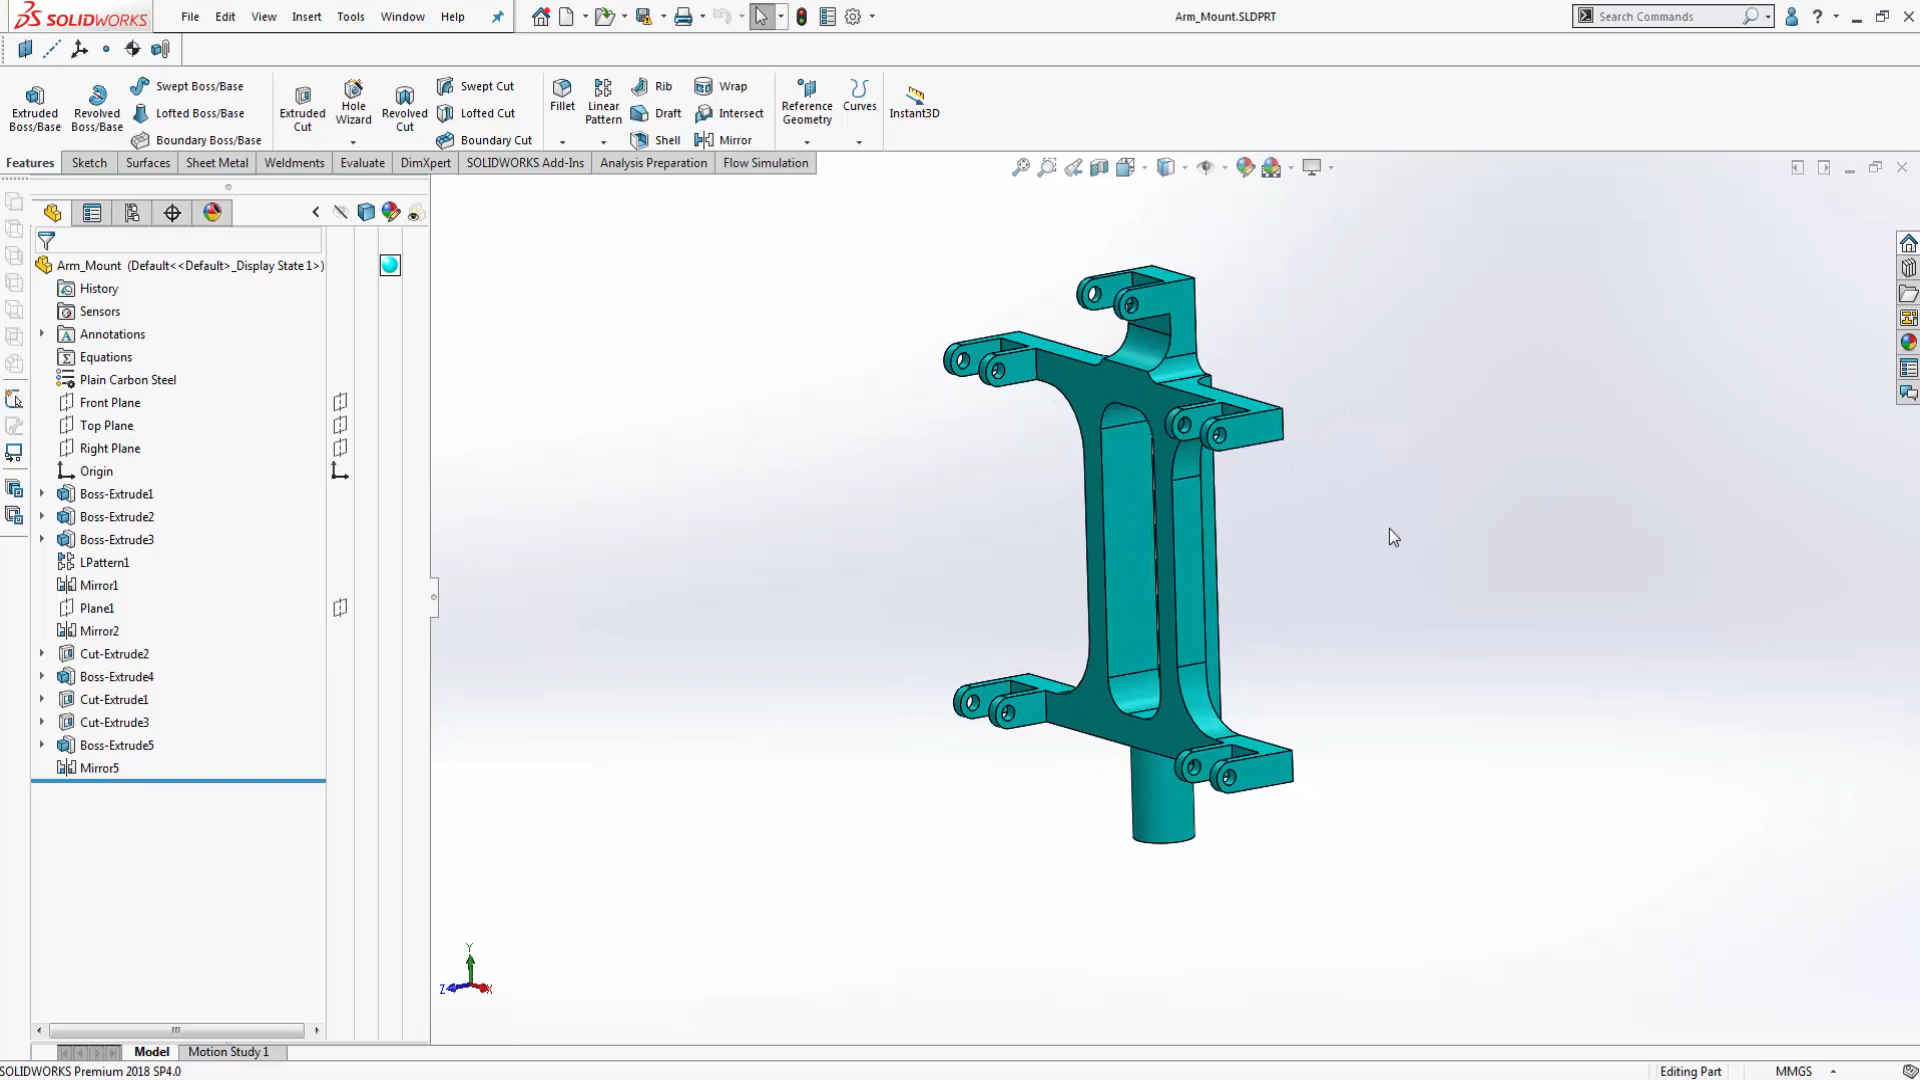 SOLIDWORKS File Edit View Insert Tools Window Help Arm_Mount.SLDPRT Search Commands ?
Extruded Boss/Base
Revolved Boss/Base
Swept Boss/Base
Lofted Boss/Base
Boundary Boss/Base
Extruded Cut
Hole Wizard
Revolved Cut
Swept Cut
Lofted Cut
Boundary Cut
Fillet
Linear Pattern
Rib
Draft
Shell
Wrap
Intersect
Mirror
Reference Geometry
Curves
Instant3D
Features Sketch Surfaces Sheet Metal Weldments Evaluate DimXpert SOLIDWORKS Add-Ins Analysis Preparation Flow Simulation
Arm_Mount (Default<<Default>_Display State 1>)
History
Sensors
Annotations
Equations
Plain Carbon Steel
Front Plane
Top Plane
Right Plane
Origin
Boss-Extrude1
Boss-Extrude2
Boss-Extrude3
LPattern1
Mirror1
Plane1
Mirror2
Cut-Extrude2
Boss-Extrude4
Cut-Extrude1
Cut-Extrude3
Boss-Extrude5
Mirror5
Y
Z X
Model Motion Study 1
SOLIDWORKS Premium 2018 SP4.0 Editing Part MMGS